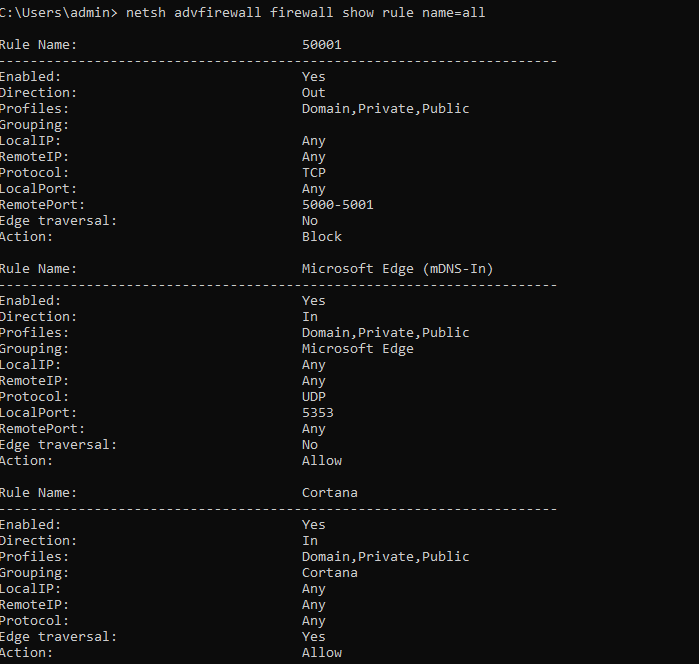 C:\Users\admin> netsh advfirewall firewall show rule name=all
Rule Name: 50001
----------------------------------------------------------------------
Enabled: Yes
Direction: Out
Profiles: Domain,Private,Public
Grouping:
LocalIP: Any
RemoteIP: Any
Protocol: TCP
LocalPort: Any
RemotePort: 5000-5001
Edge traversal: No
Action: Block
Rule Name: Microsoft Edge (mDNS-In)
----------------------------------------------------------------------
Enabled: Yes
Direction: In
Profiles: Domain,Private,Public
Grouping: Microsoft Edge
LocalIP: Any
RemoteIP: Any
Protocol: UDP
LocalPort: 5353
RemotePort: Any
Edge traversal: No
Action: Allow
Rule Name: Cortana
----------------------------------------------------------------------
Enabled: Yes
Direction: In
Profiles: Domain,Private,Public
Grouping: Cortana
LocalIP: Any
RemoteIP: Any
Protocol: Any
Edge traversal: Yes
Action: Allow